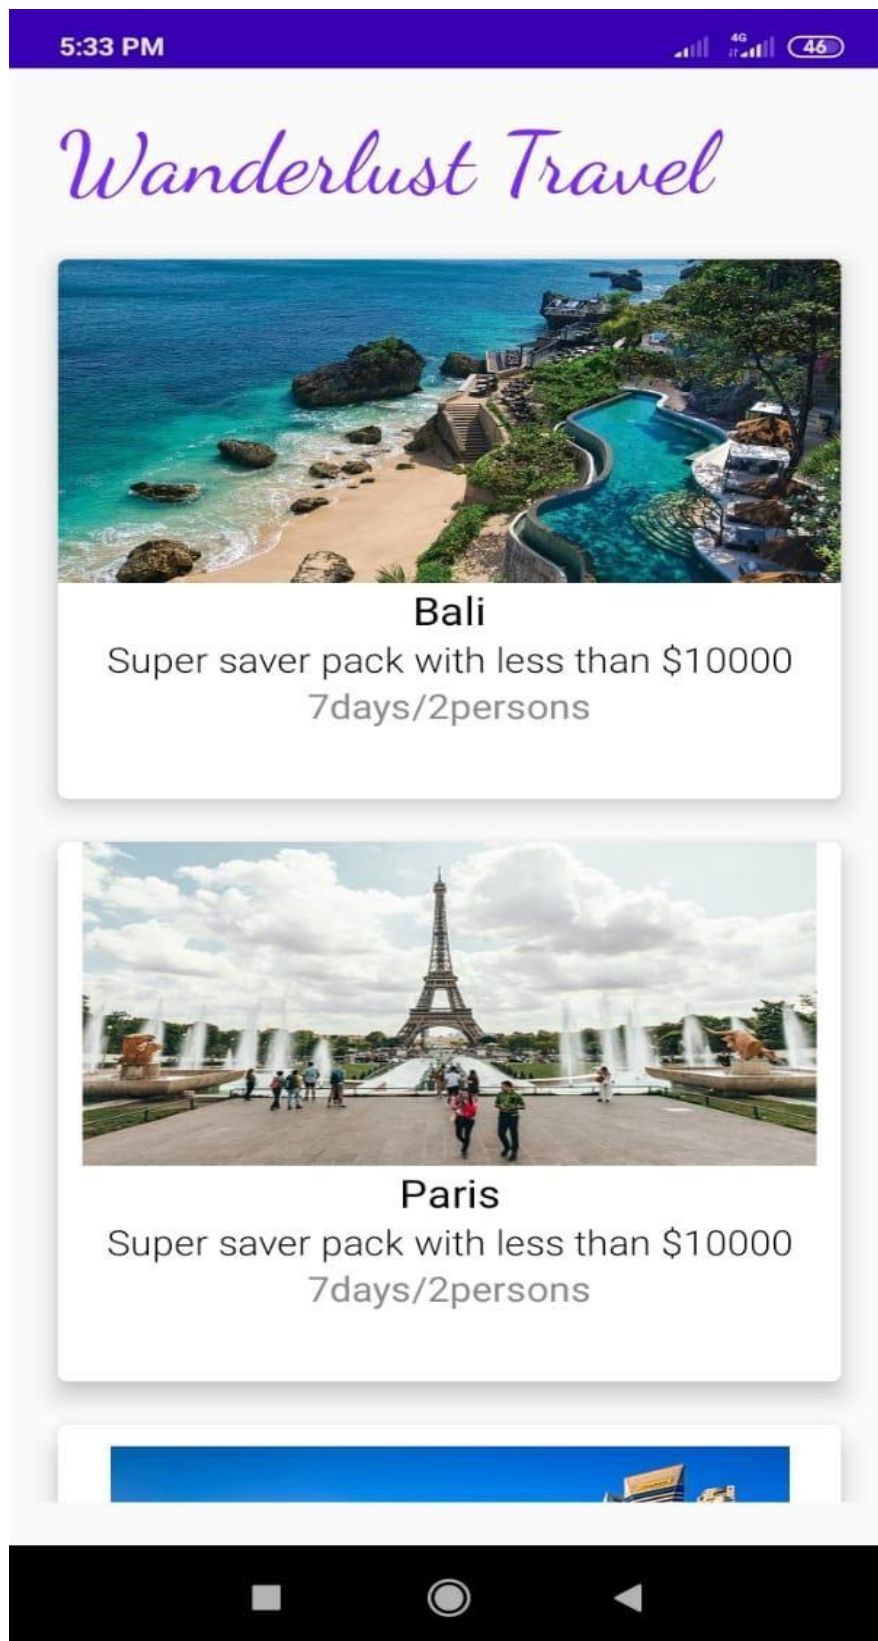 5:33 PM
4G
46
Wanderlust Travel
Bali
Super saver pack with less than $10000
7days/2persons
Paris
Super saver pack with less than $10000
7days/2persons